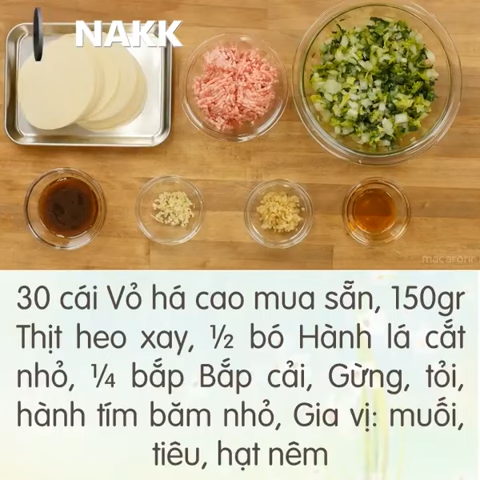 NAKK
macaroni
30 cái Vỏ há cao mua sẵn, 150gr
Thịt heo xay, ½ bó Hành lá cắt
nhỏ, ¼ bắp Bắp cải, Gừng, tỏi,
hành tím băm nhỏ, Gia vị: muối,
tiêu, hạt nêm